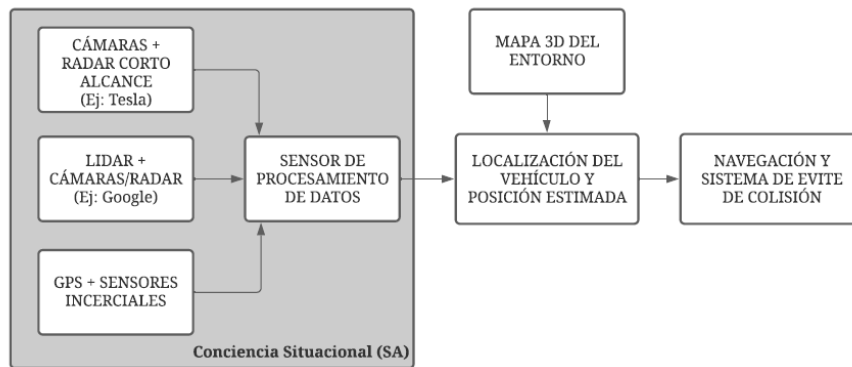 CÁMARAS +
RADAR CORTO
ALCANCE
(Ej: Tesla)
LIDAR +
CÁMARAS/RADAR
(Ej: Google)
GPS + SENSORES
INCERCIALES
SENSOR DE
PROCESAMIENTO
DE DATOS
Conciencia Situacional (SA)
MAPA 3D DEL
ENTORNO
LOCALIZACIÓN DEL
VEHÍCULO Y
POSICIÓN ESTIMADA
NAVEGACIÓN Y
SISTEMA DE EVITE
DE COLISIÓN